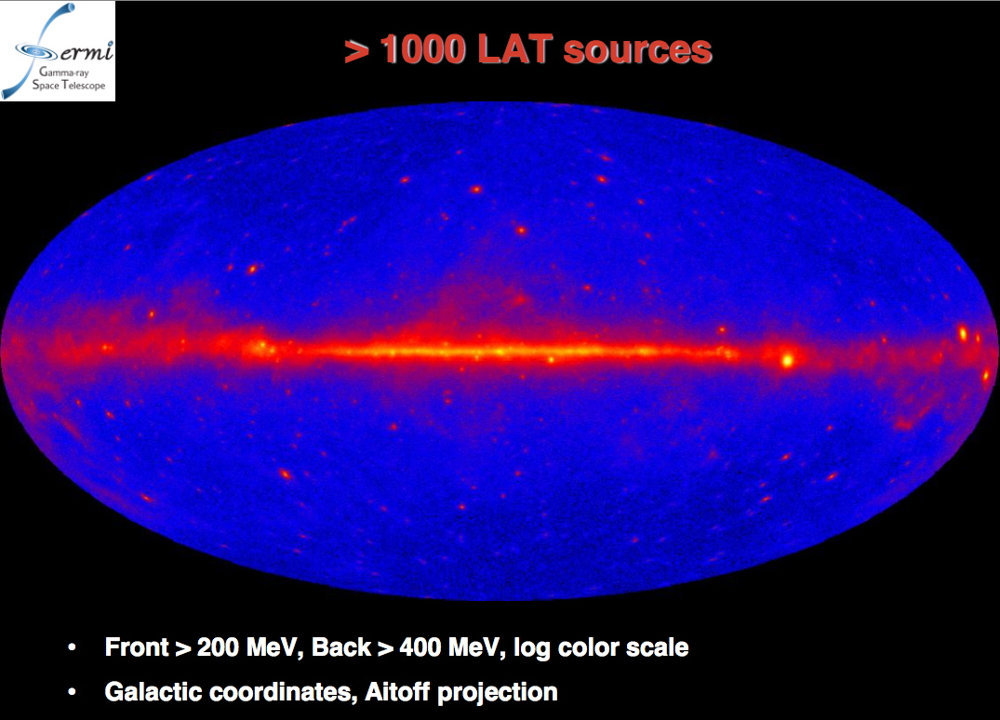 Fermi
Gamma-ray
Space Telescope
> 1000 LAT sources
• Front > 200 MeV, Back > 400 MeV, log color scale
• Galactic coordinates, Aitoff projection